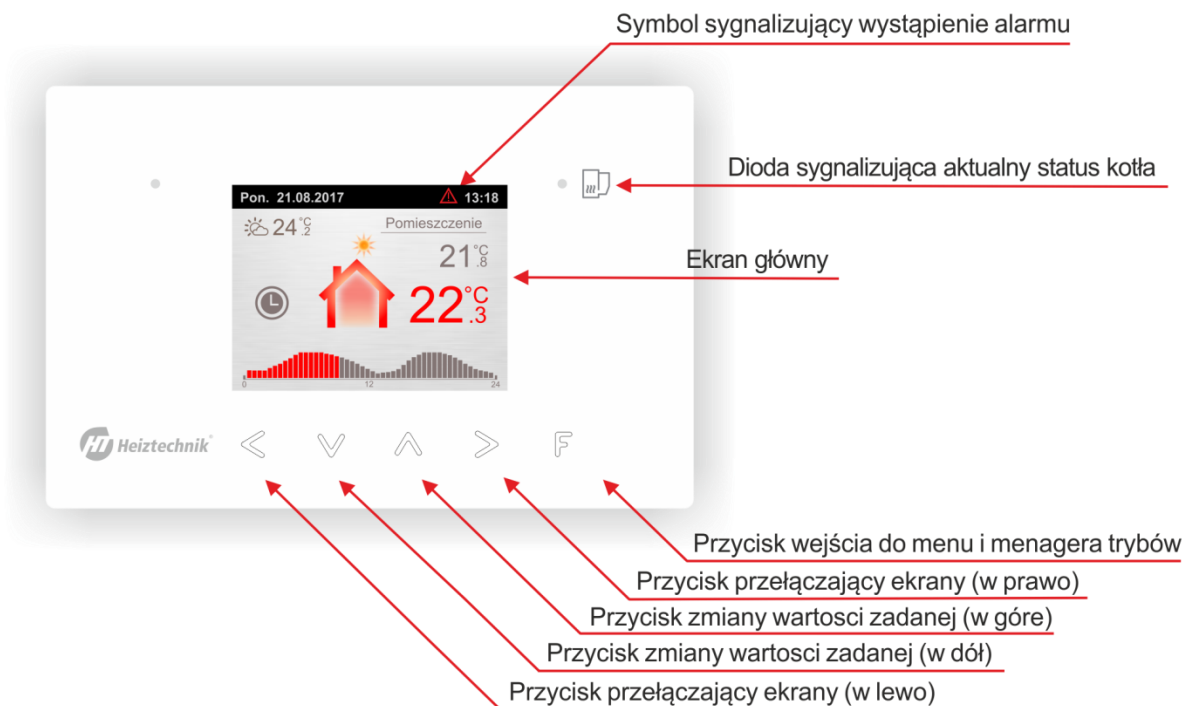 Symbol sygnalizujący wystąpienie alarmu
Dioda sygnalizująca aktualny status kotła
Pon. 21.08.2017 13:18
24°C .2
Pomieszczenie
21°C .8
Ekran główny
22°C .3
0 12 24
HT Heiztechnik
F
Przycisk wejścia do menu i menagera trybów
Przycisk przełączający ekrany (w prawo)
Przycisk zmiany wartosci zadanej (w góre)
Przycisk zmiany wartosci zadanej (w dół)
Przycisk przełączający ekrany (w lewo)